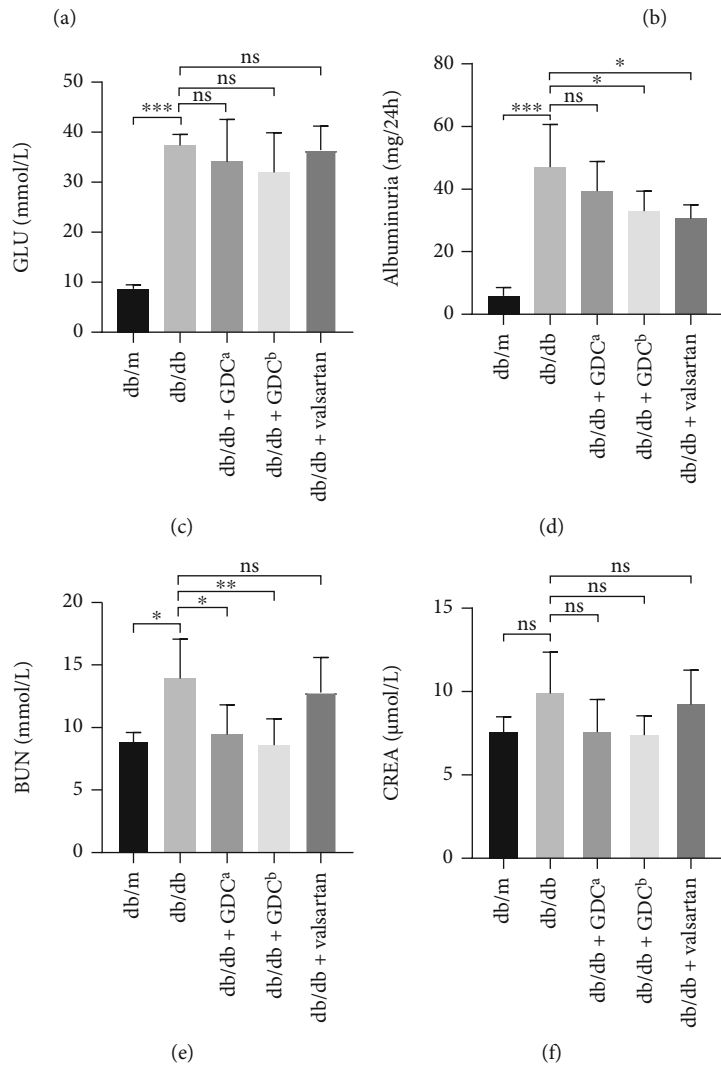 (a)
(b)
ns
ns
ns
***
50
40
30
20
10
0
GLU (mmol/L)
db/m
db/db
db/db + GDCᵃ
db/db + GDCᵇ
db/db + valsartan
(c)
*
*
ns
***
80
60
40
20
0
Albuminuria (mg/24h)
db/m
db/db
db/db + GDCᵃ
db/db + GDCᵇ
db/db + valsartan
(d)
ns
**
*
*
20
15
10
5
0
BUN (mmol/L)
db/m
db/db
db/db + GDCᵃ
db/db + GDCᵇ
db/db + valsartan
(e)
ns
ns
ns
ns
15
10
5
0
CREA (μmol/L)
db/m
db/db
db/db + GDCᵃ
db/db + GDCᵇ
db/db + valsartan
(f)